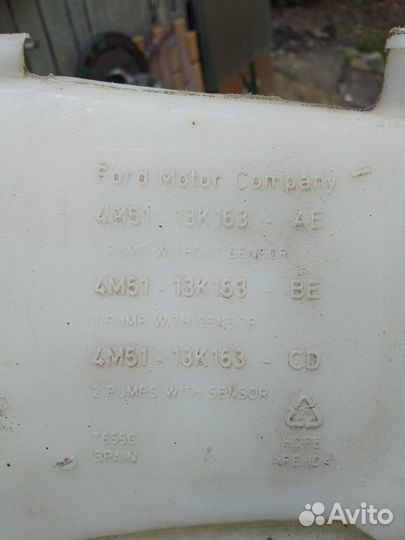 Ford Motor Company
4M51 - 13K163 - AE
1 PUMP WITHOUT SENSOR
4M51 - 13K163 - BE
1 PUMP WITH SENSOR
4M51 - 13K163 - CD
2 PUMPS WITH SENSOR
SPAIN
HDPE
Avito